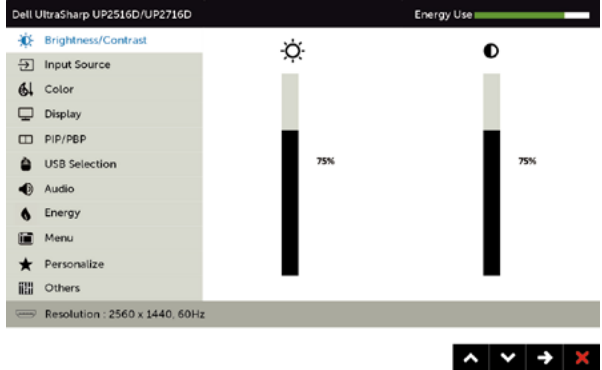 Dell UltraSharp UP2516D/UP2716D
Energy Use
Brightness/Contrast
Input Source
Color
Display
PIP/PBP
USB Selection
Audio
Energy
Menu
Personalize
Others
75%
75%
Resolution : 2560 x 1440, 60Hz